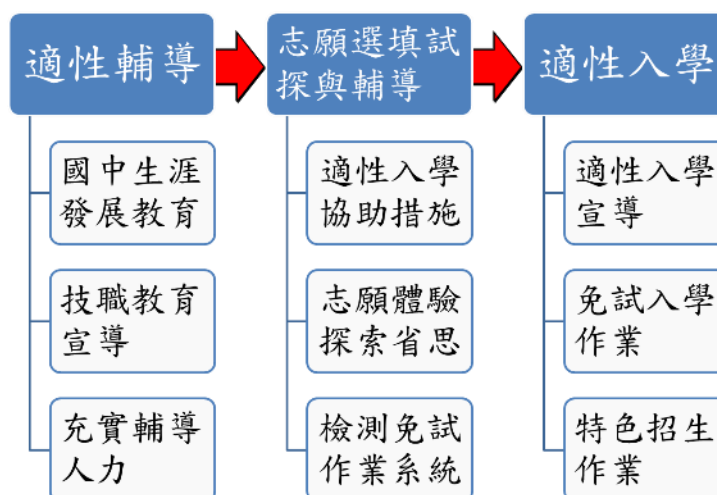 適性輔導
志願選填試
探與輔導
適性入學
國中生涯
發展教育
適性入學
協助措施
適性入學
宣導
技職教育
宣導
志願體驗
探索省思
免試入學
作業
充實輔導
人力
檢測免試
作業系統
特色招生
作業